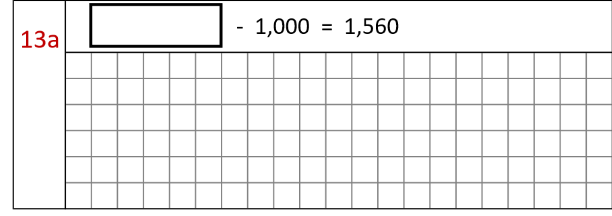 13a
- 1,000 = 1,560